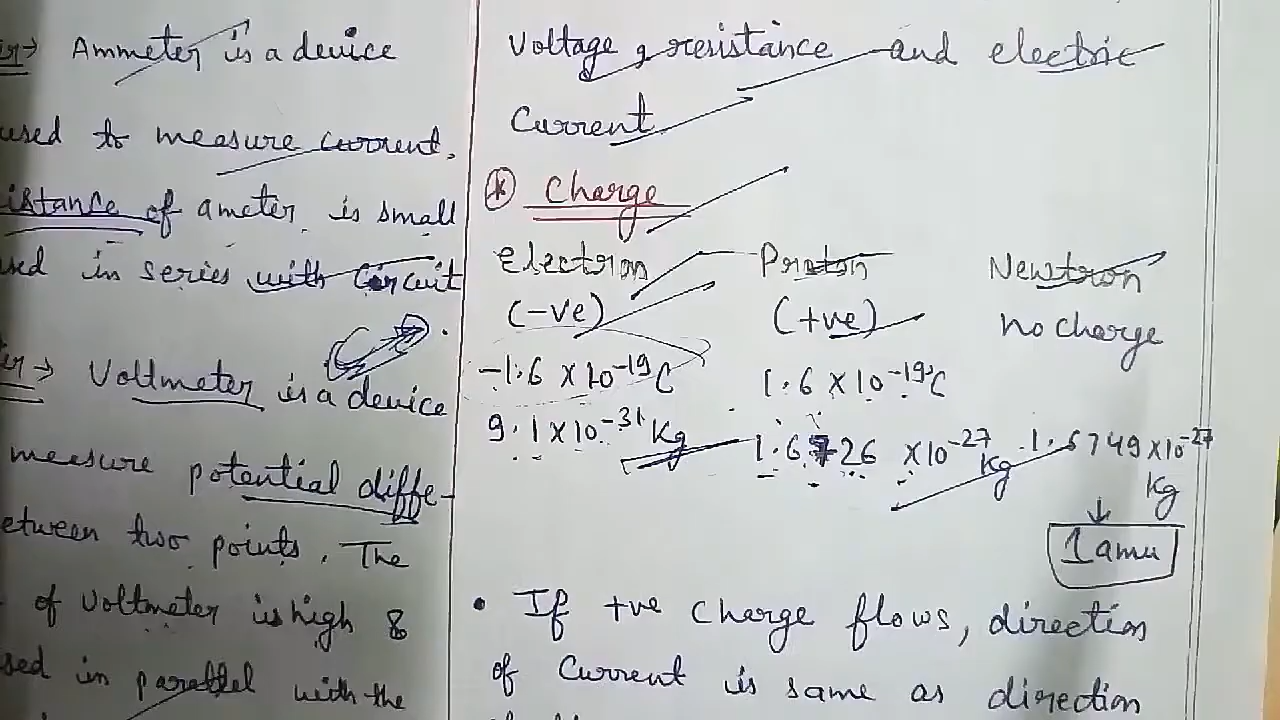 Ammeter is a device
used to measure current.
istance of ameter is small
sed in series with Circuit
Voltmeter is a device
measure potential diffe-
etween two points. The
of Voltmeter is high &
sed in parallel with the
Voltage, resistance and electric
Current
* Charge
Electron Proton Newtron
(-ve) (+ve) no charge
-1.6 x 10⁻¹⁹ C 1.6 x 10⁻¹⁹ C
9.1 x 10⁻³¹ Kg 1.6726 x 10⁻²⁷ Kg 1.6749 x 10⁻²⁷
Kg
↓
1 amu
• If +ve Charge flows, direction
of Current is same as direction